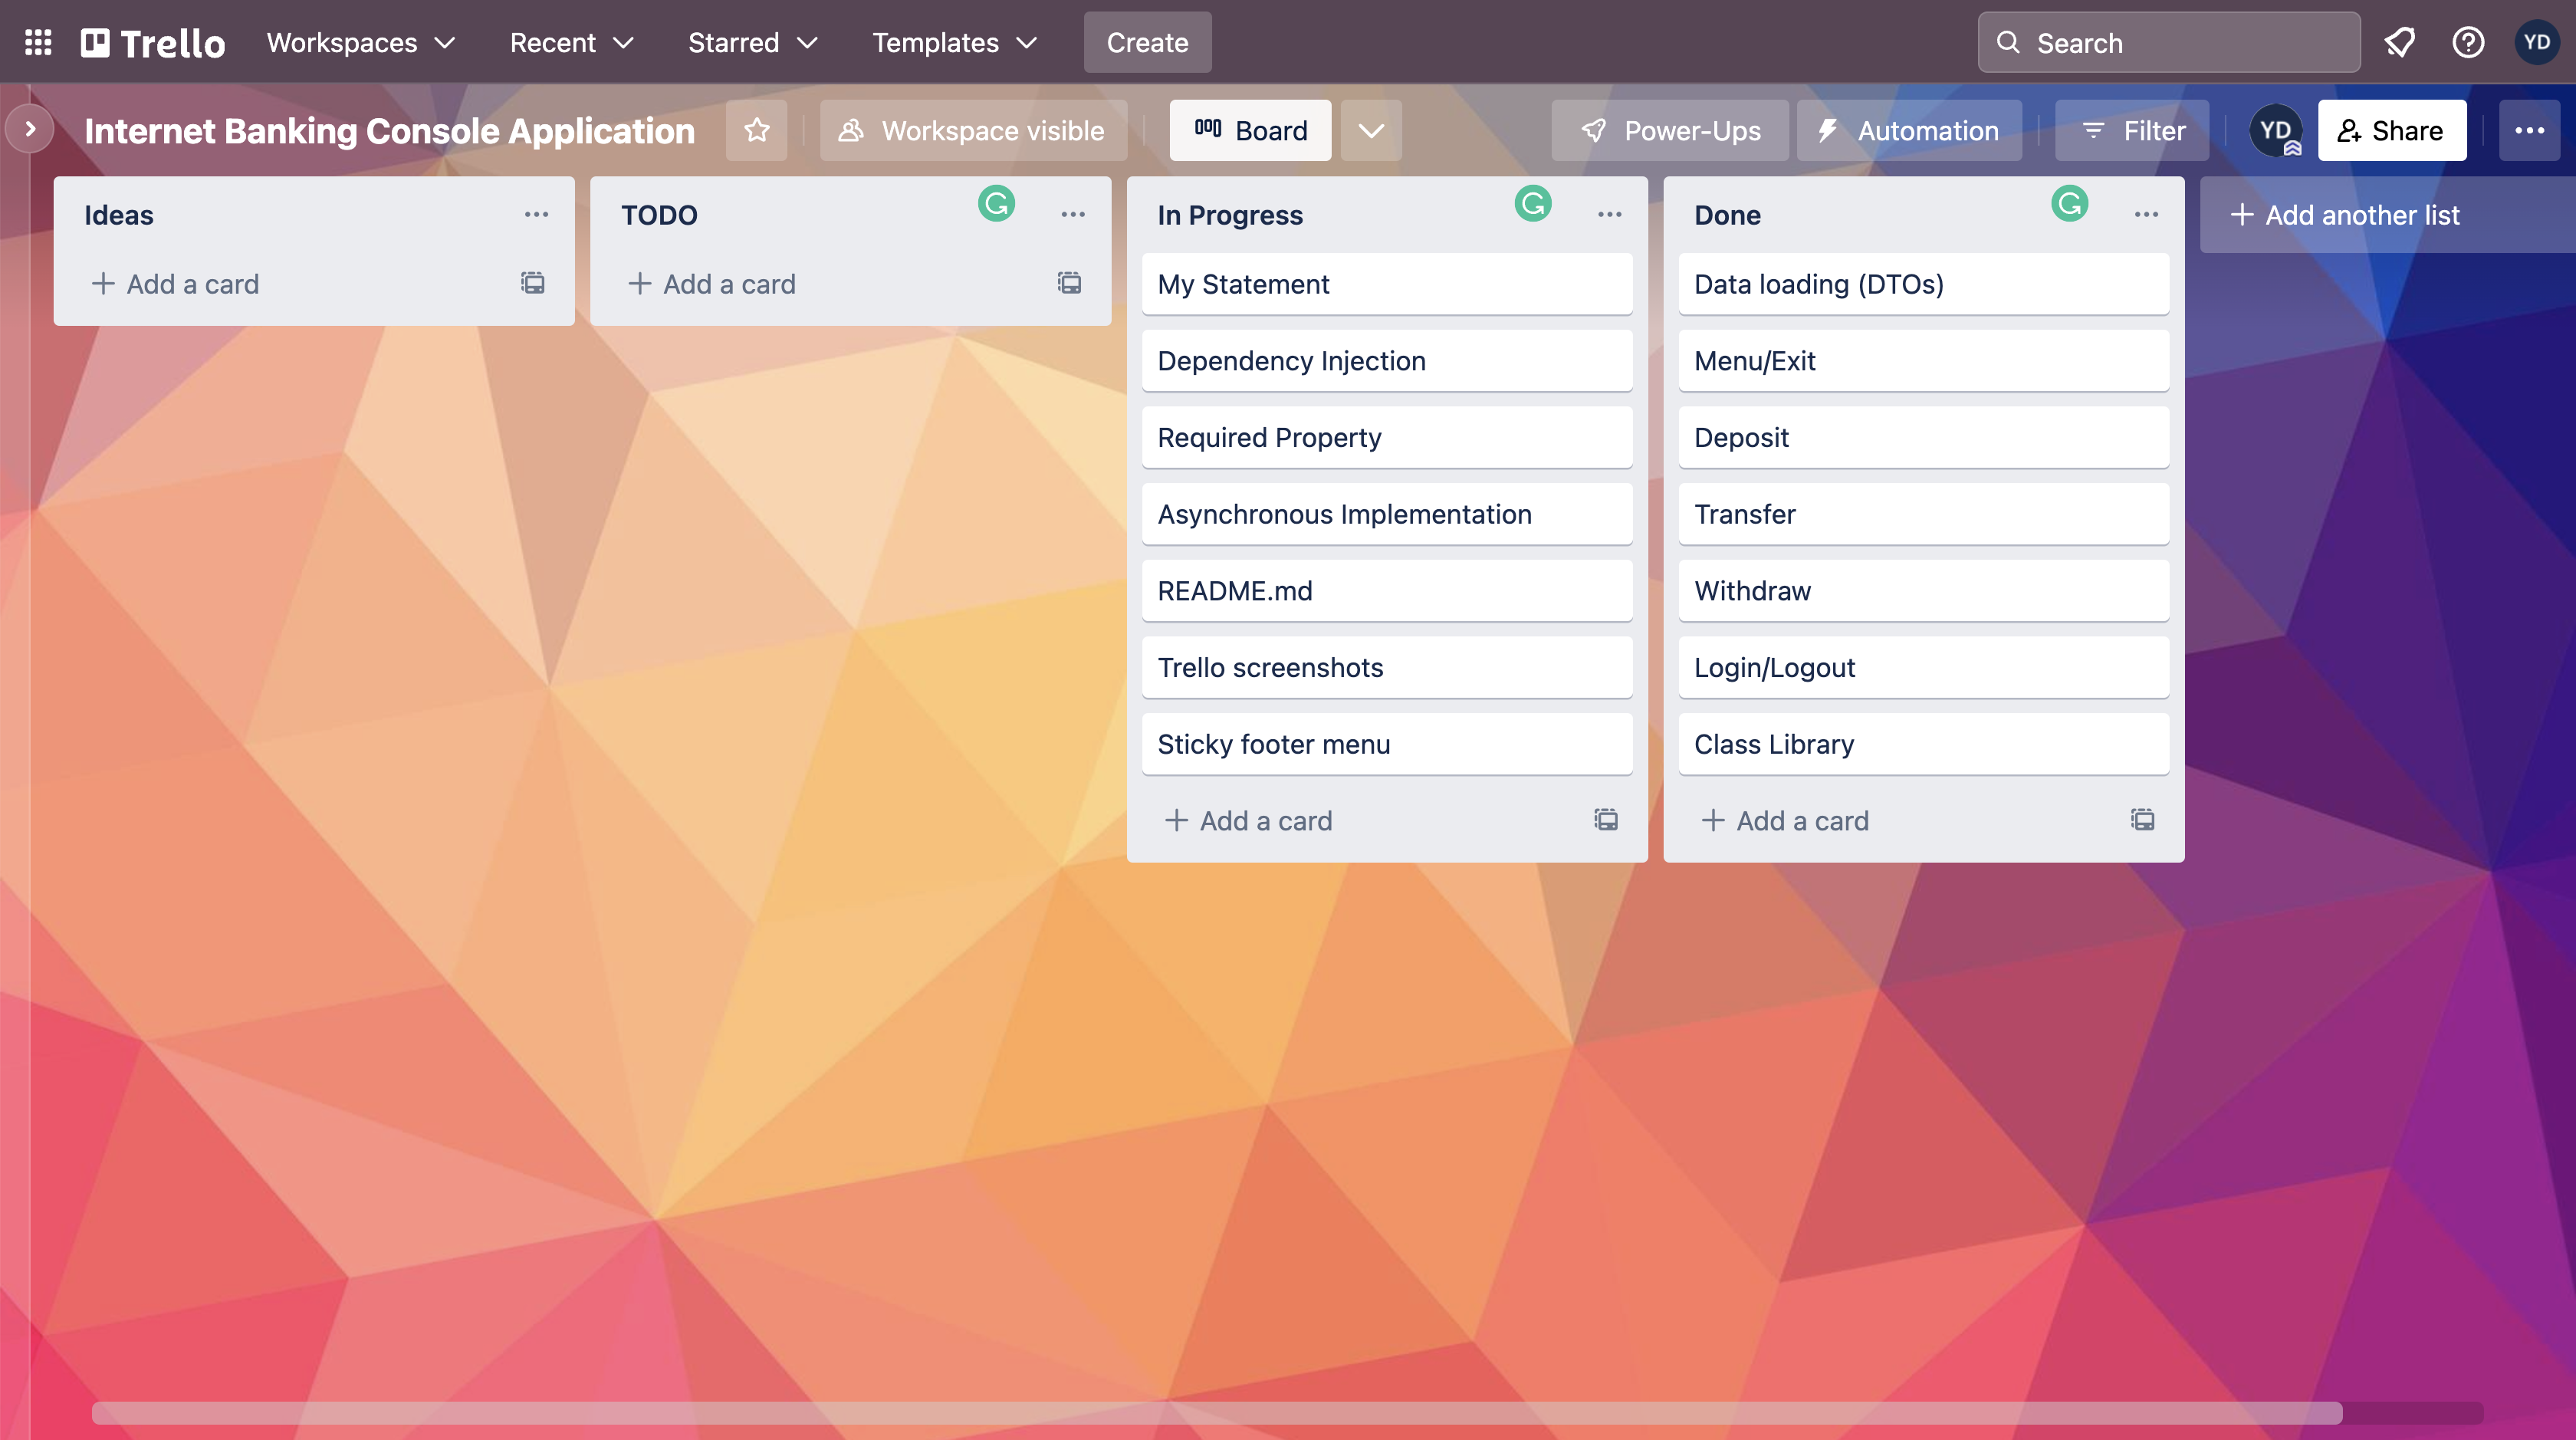 Trello Workspaces Recent Starred Templates Create Search YD
Internet Banking Console Application Workspace visible Board Power-Ups Automation Filter YD Share
Ideas
Add a card
TODO
Add a card
In Progress
My Statement
Dependency Injection
Required Property
Asynchronous Implementation
README.md
Trello screenshots
Sticky footer menu
Add a card
Done
Data loading (DTOs)
Menu/Exit
Deposit
Transfer
Withdraw
Login/Logout
Class Library
Add a card
Add another list